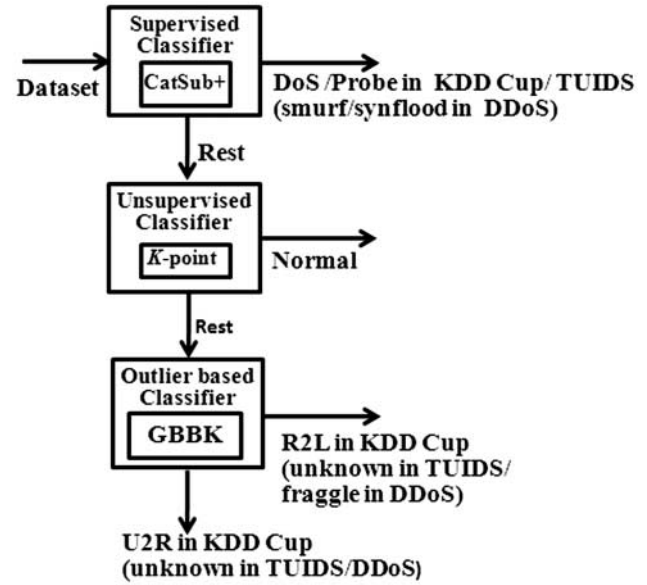 Supervised
Classifier
CatSub+
Dataset
DoS /Probe in KDD Cup/ TUIDS
(smurf/synflood in DDoS)
Rest
Unsupervised
Classifier
K-point
Normal
Rest
Outlier based
Classifier
GBBK
R2L in KDD Cup
(unknown in TUIDS/
fraggle in DDoS)
U2R in KDD Cup
(unknown in TUIDS/DDoS)